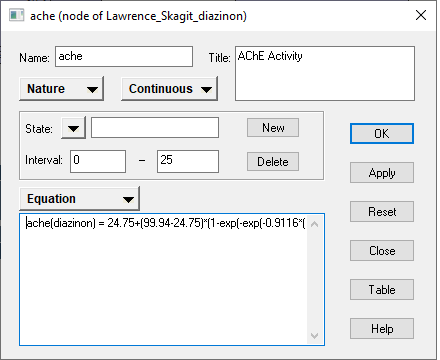 ache (node of Lawrence_Skagit_diazinon)
Name: ache Title: AChE Activity
Nature Continuous
State: New
Interval: 0 – 25 Delete
Equation
ache(diazinon) = 24.75+(99.94-24.75)*(1-exp(-exp(-0.9116*(
OK
Apply
Reset
Close
Table
Help